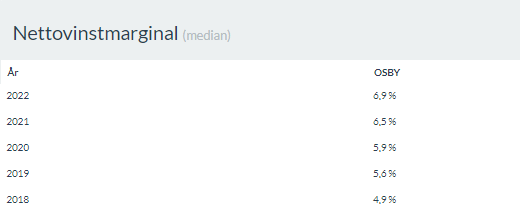 Nettovinstmarginal (median)
År OSBY
2022 6,9 %
2021 6,5 %
2020 5,9 %
2019 5,6 %
2018 4,9 %